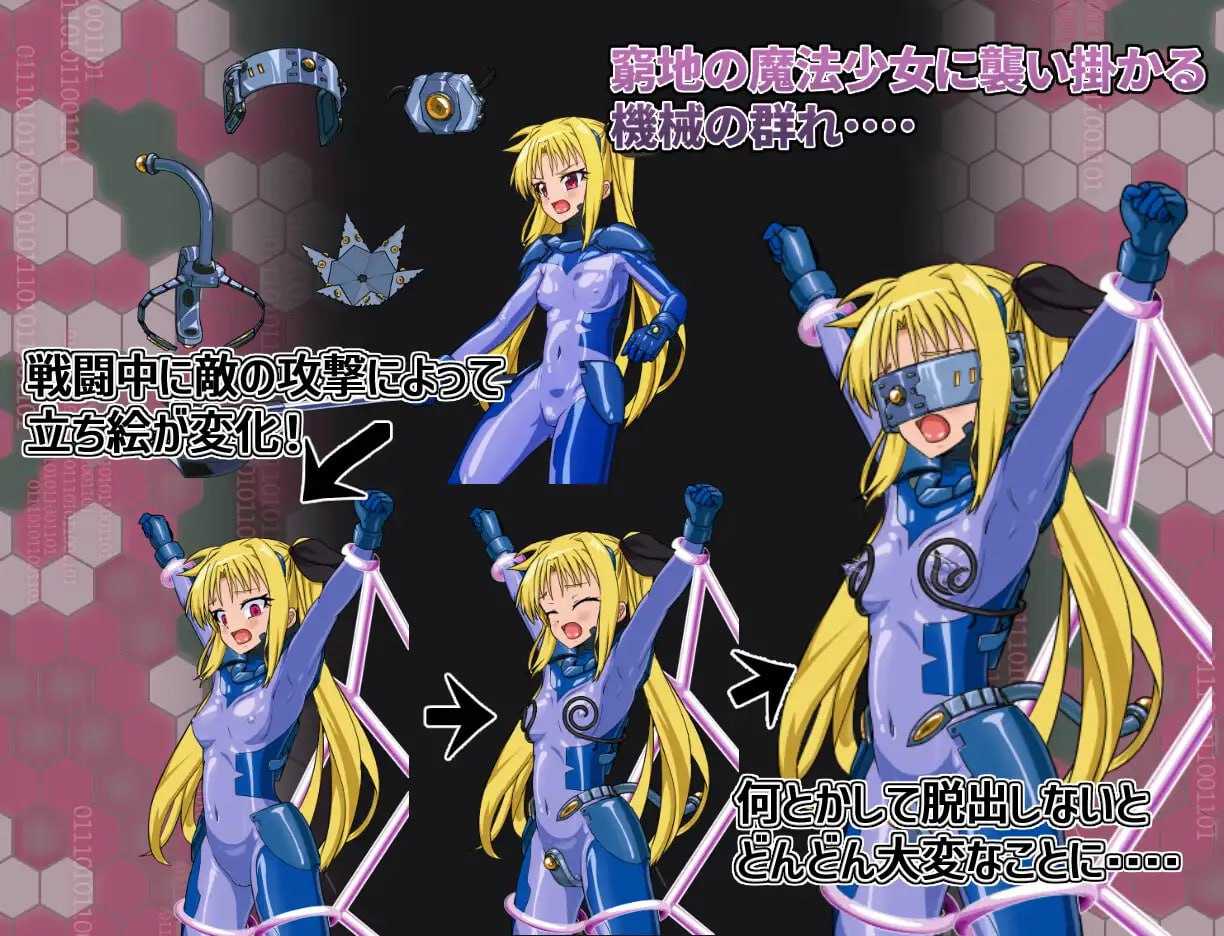 窮地の魔法少女に襲い掛かる
機械の群れ‥‥
戦闘中に敵の攻撃によって
立ち絵が変化！
何とかして脱出しないと
どんどん大変なことに‥‥